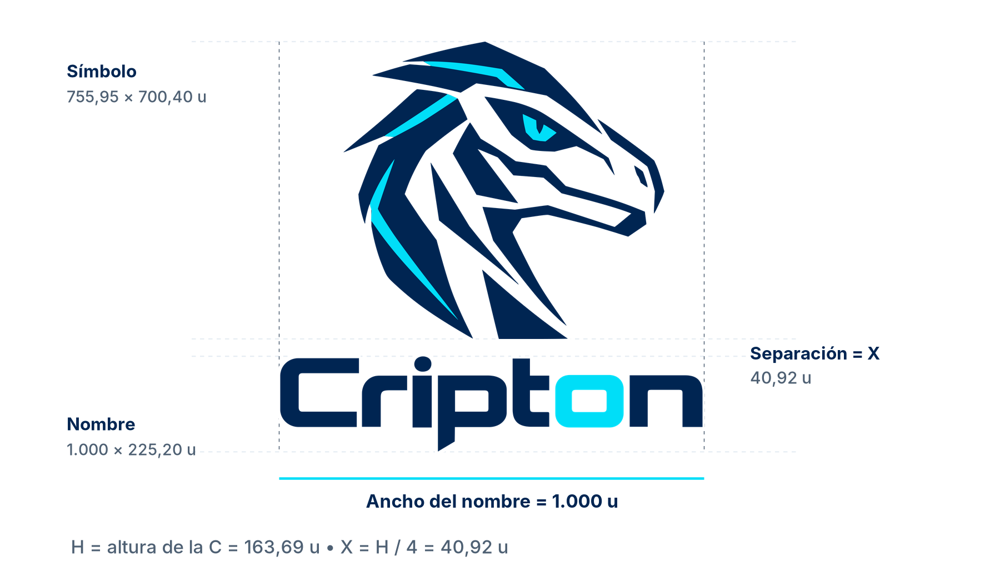 Símbolo
755,95 × 700,40 u
Separación = X
40,92 u
Cripton
Nombre
1.000 × 225,20 u
Ancho del nombre = 1.000 u
H = altura de la C = 163,69 u • X = H / 4 = 40,92 u